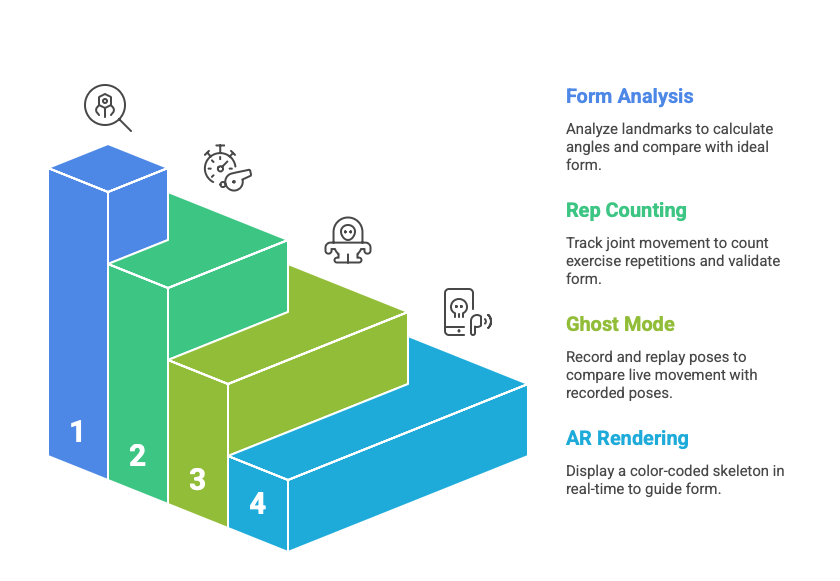 Form Analysis
Analyze landmarks to calculate
angles and compare with ideal
form.
Rep Counting
Track joint movement to count
exercise repetitions and validate
form.
Ghost Mode
Record and replay poses to
compare live movement with
recorded poses.
AR Rendering
Display a color-coded skeleton in
real-time to guide form.
1
2
3
4